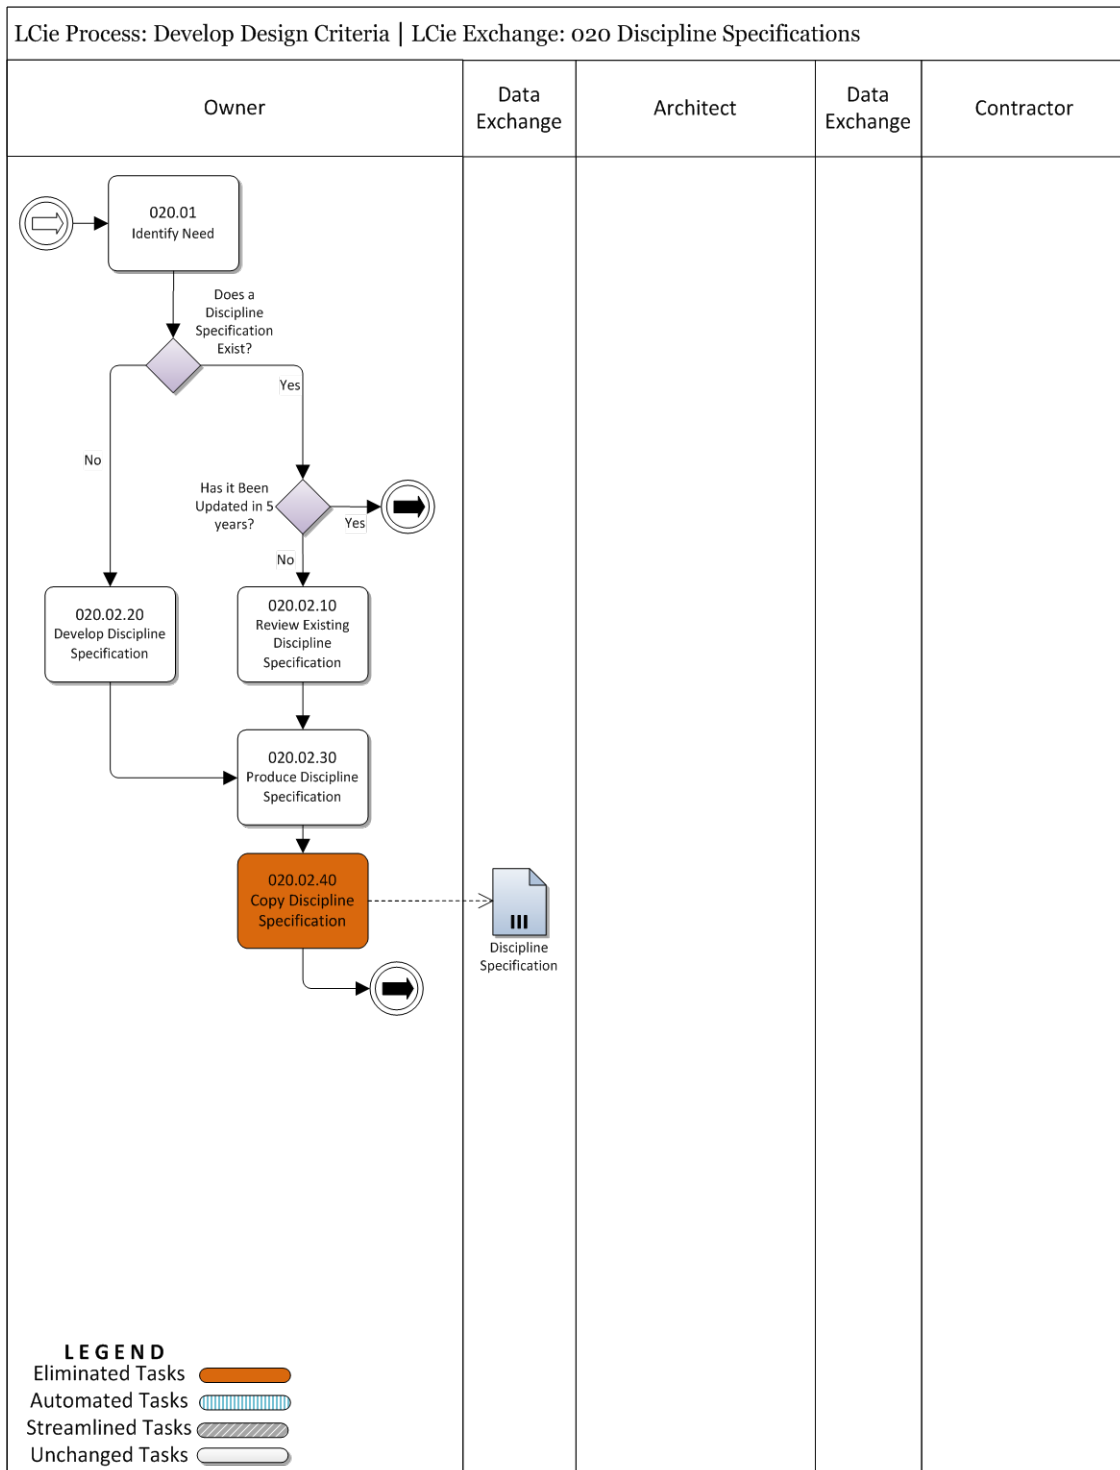 LCie Process: Develop Design Criteria | LCie Exchange: 020 Discipline Specifications
Owner
Data
Exchange
Architect
Data
Exchange
Contractor
020.01
Identify Need
Does a
Discipline
Specification
Exist?
Yes
No
Has it Been
Updated in 5
years?
Yes
No
020.02.20
Develop Discipline
Specification
020.02.10
Review Existing
Discipline
Specification
020.02.30
Produce Discipline
Specification
020.02.40
Copy Discipline
Specification
Discipline
Specification
LEGEND
Eliminated Tasks
Automated Tasks
Streamlined Tasks
Unchanged Tasks